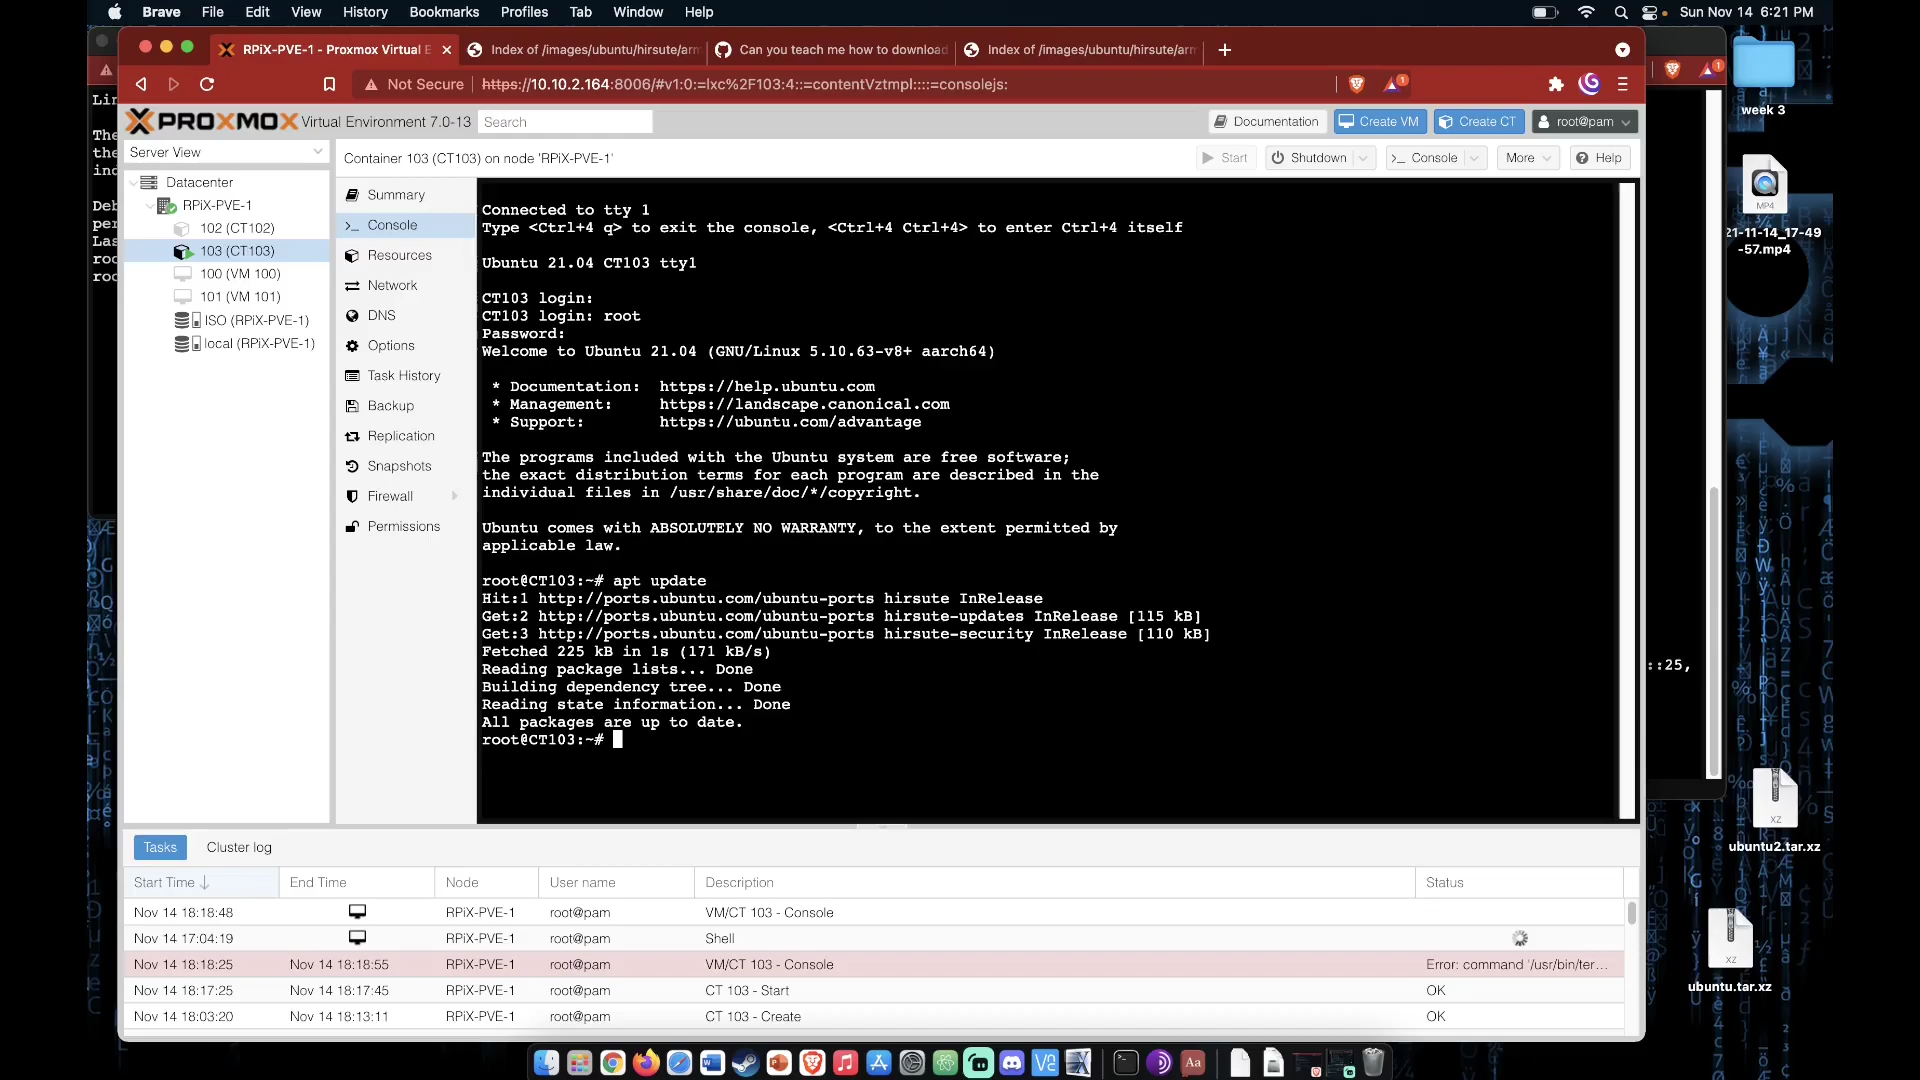 Brave File Edit View History Bookmarks Profiles Tab Window Help
Sun Nov 14 6:21 PM
RPiX-PVE-1 - Proxmox Virtual E
Index of /images/ubuntu/hirsute/arm
Can you teach me how to download
Index of /images/ubuntu/hirsute/arm
Not Secure
https://10.10.2.164:8006/#v1:0:=lxc%2F103:4::=contentVztmpl::::=consolejs:
1
PROXMOX Virtual Environment 7.0-13
Search
Documentation
Create VM
Create CT
root@pam
Server View
Container 103 (CT103) on node 'RPiX-PVE-1'
Start
Shutdown
Console
More
Help
Datacenter
RPiX-PVE-1
102 (CT102)
103 (CT103)
100 (VM 100)
101 (VM 101)
ISO (RPiX-PVE-1)
local (RPiX-PVE-1)
Summary
Console
Resources
Network
DNS
Options
Task History
Backup
Replication
Snapshots
Firewall
Permissions
Connected to tty 1
Type <Ctrl+4 q> to exit the console, <Ctrl+4 Ctrl+4> to enter Ctrl+4 itself
Ubuntu 21.04 CT103 tty1
CT103 login:
CT103 login: root
Password:
Welcome to Ubuntu 21.04 (GNU/Linux 5.10.63-v8+ aarch64)
* Documentation: https://help.ubuntu.com
* Management: https://landscape.canonical.com
* Support: https://ubuntu.com/advantage
The programs included with the Ubuntu system are free software;
the exact distribution terms for each program are described in the
individual files in /usr/share/doc/*/copyright.
Ubuntu comes with ABSOLUTELY NO WARRANTY, to the extent permitted by
applicable law.
root@CT103:~# apt update
Hit:1 http://ports.ubuntu.com/ubuntu-ports hirsute InRelease
Get:2 http://ports.ubuntu.com/ubuntu-ports hirsute-updates InRelease [115 kB]
Get:3 http://ports.ubuntu.com/ubuntu-ports hirsute-security InRelease [110 kB]
Fetched 225 kB in 1s (171 kB/s)
Reading package lists... Done
Building dependency tree... Done
Reading state information... Done
All packages are up to date.
root@CT103:~#
Tasks
Cluster log
Start Time End Time Node User name Description Status
Nov 14 18:18:48 RPiX-PVE-1 root@pam VM/CT 103 - Console
Nov 14 17:04:19 RPiX-PVE-1 root@pam Shell
Nov 14 18:18:25 Nov 14 18:18:55 RPiX-PVE-1 root@pam VM/CT 103 - Console Error: command '/usr/bin/ter...
Nov 14 18:17:25 Nov 14 18:17:45 RPiX-PVE-1 root@pam CT 103 - Start OK
Nov 14 18:03:20 Nov 14 18:13:11 RPiX-PVE-1 root@pam CT 103 - Create OK
Lin
The
the
ind
Deb
per
Las
roo
roo
1
week 3
MP4
21-11-14_17-49
-57.mp4
::25,
XZ
ubuntu2.tar.xz
XZ
ubuntu.tar.xz